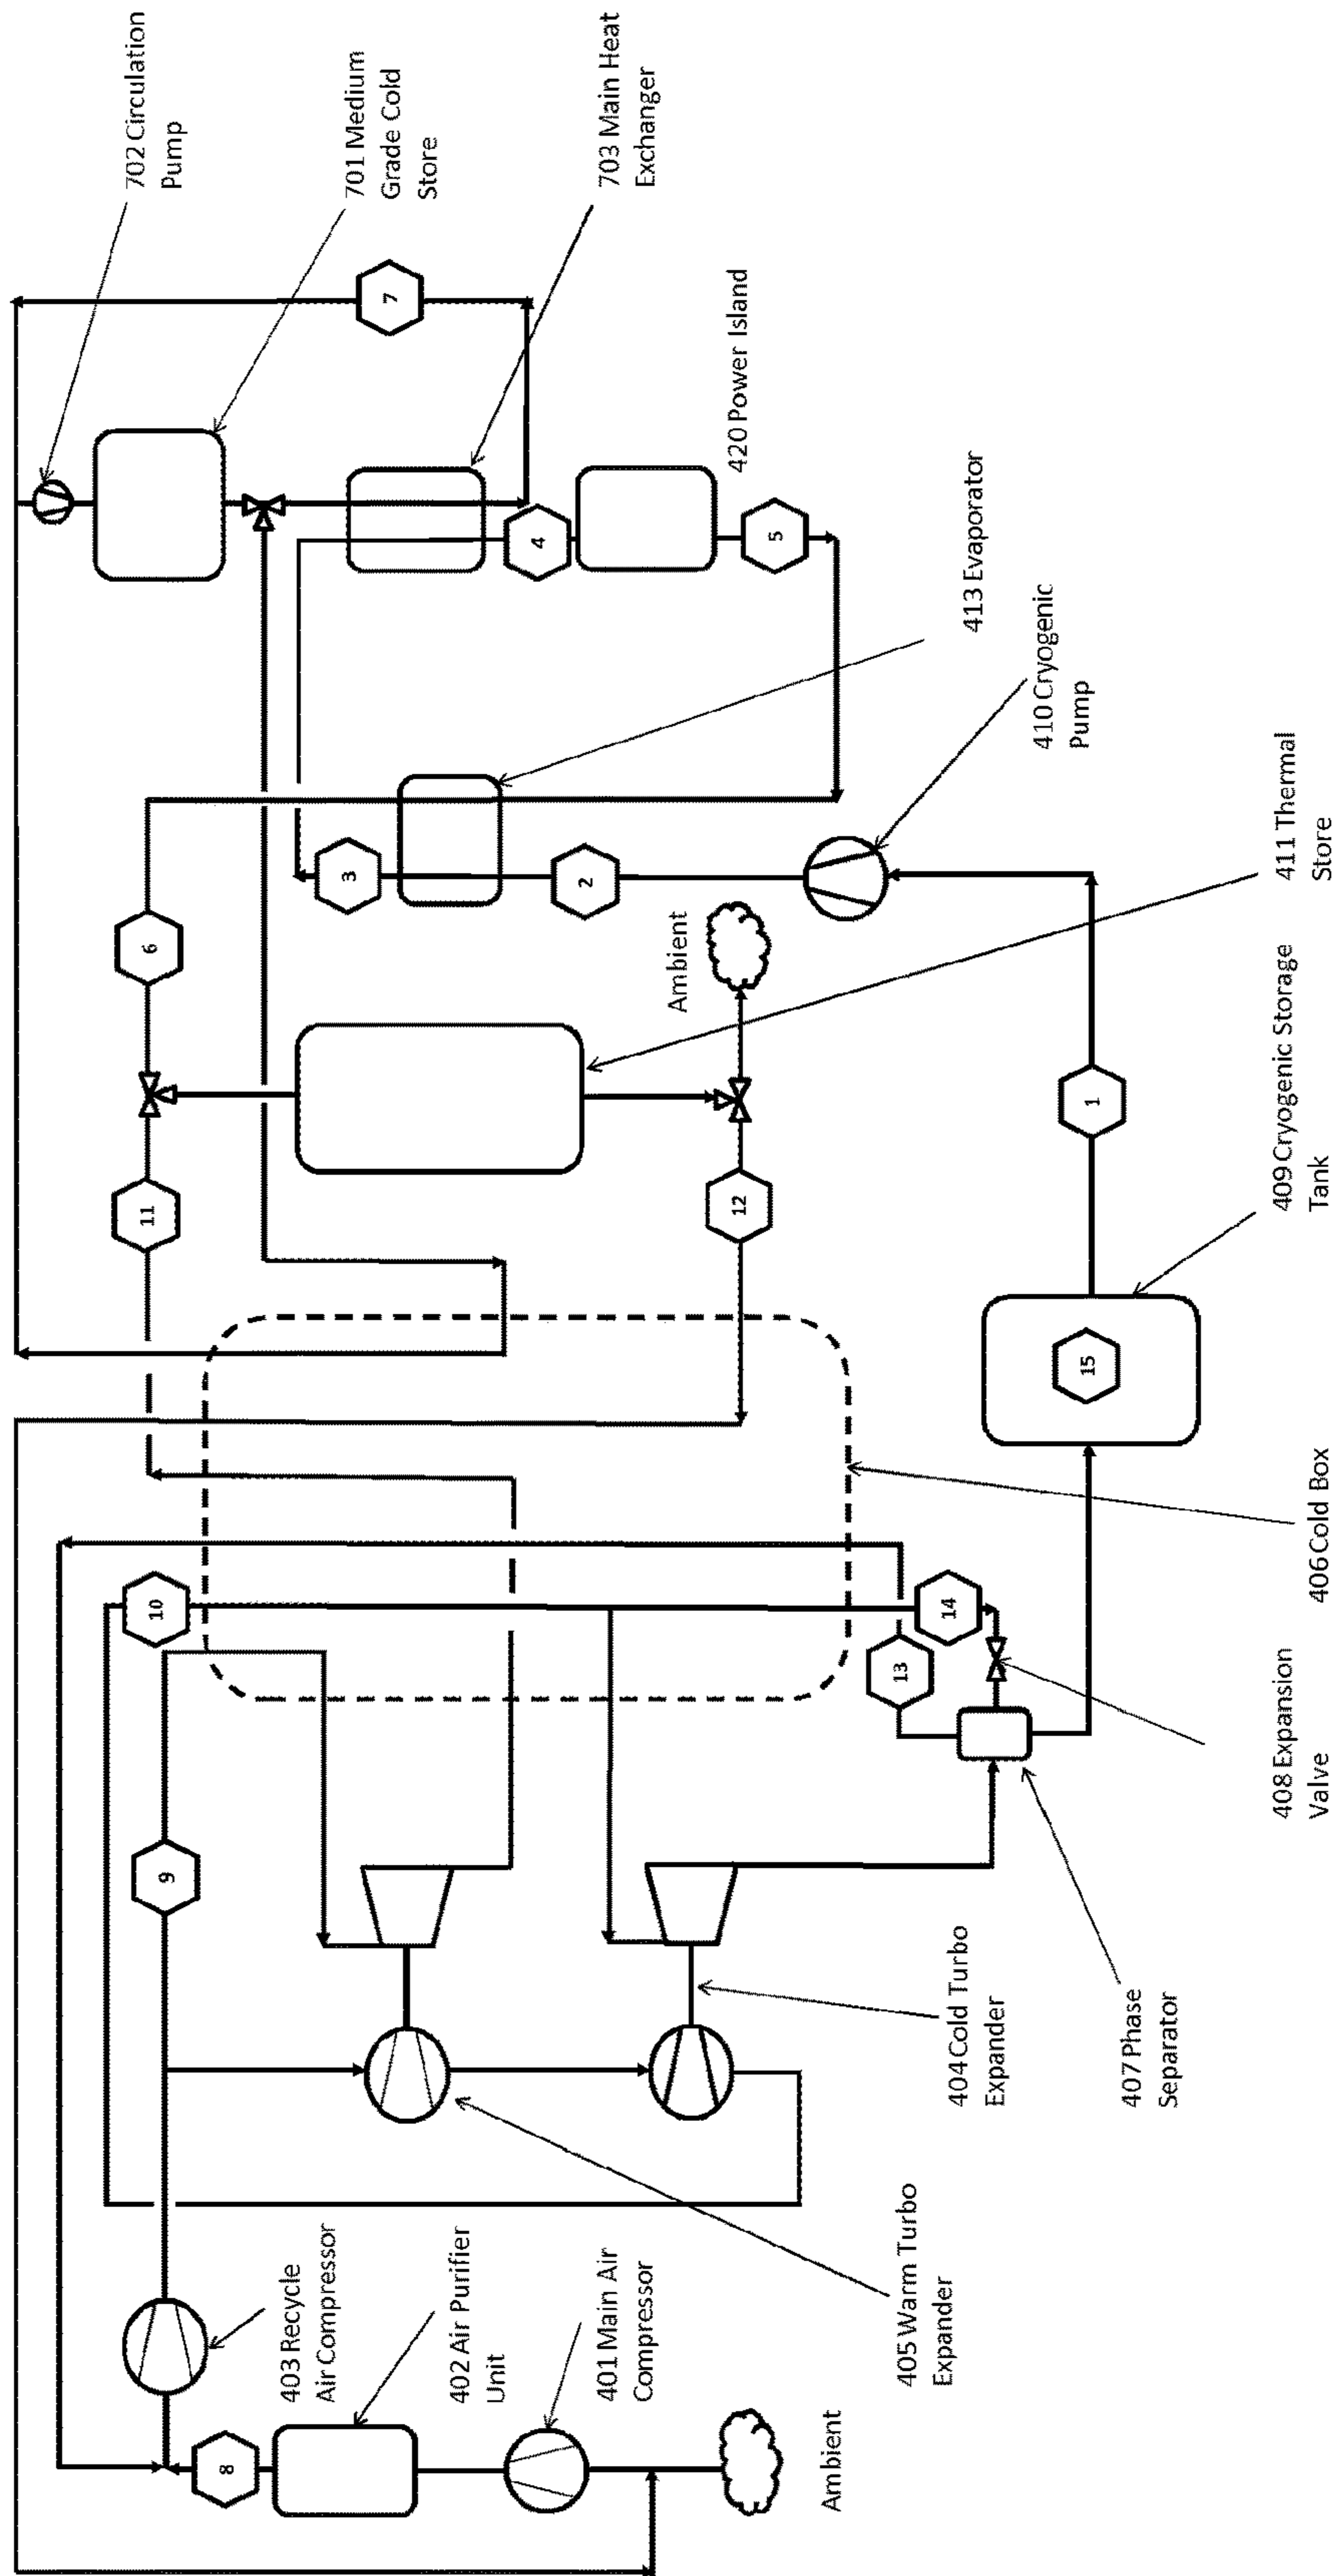 702 Circulation
Pump
701 Medium
Grade Cold
Store
703 Main Heat
Exchanger
7
420 Power Island
4
5
413 Evaporator
410 Cryogenic
Pump
3
2
6
Ambient
411 Thermal
Store
11
12
1
409 Cryogenic Storage
Tank
15
406 Cold Box
10
14
13
408 Expansion
Valve
9
404 Cold Turbo
Expander
407 Phase
Separator
403 Recycle
Air Compressor
402 Air Purifier
Unit
401 Main Air
Compressor
405 Warm Turbo
Expander
8
Ambient